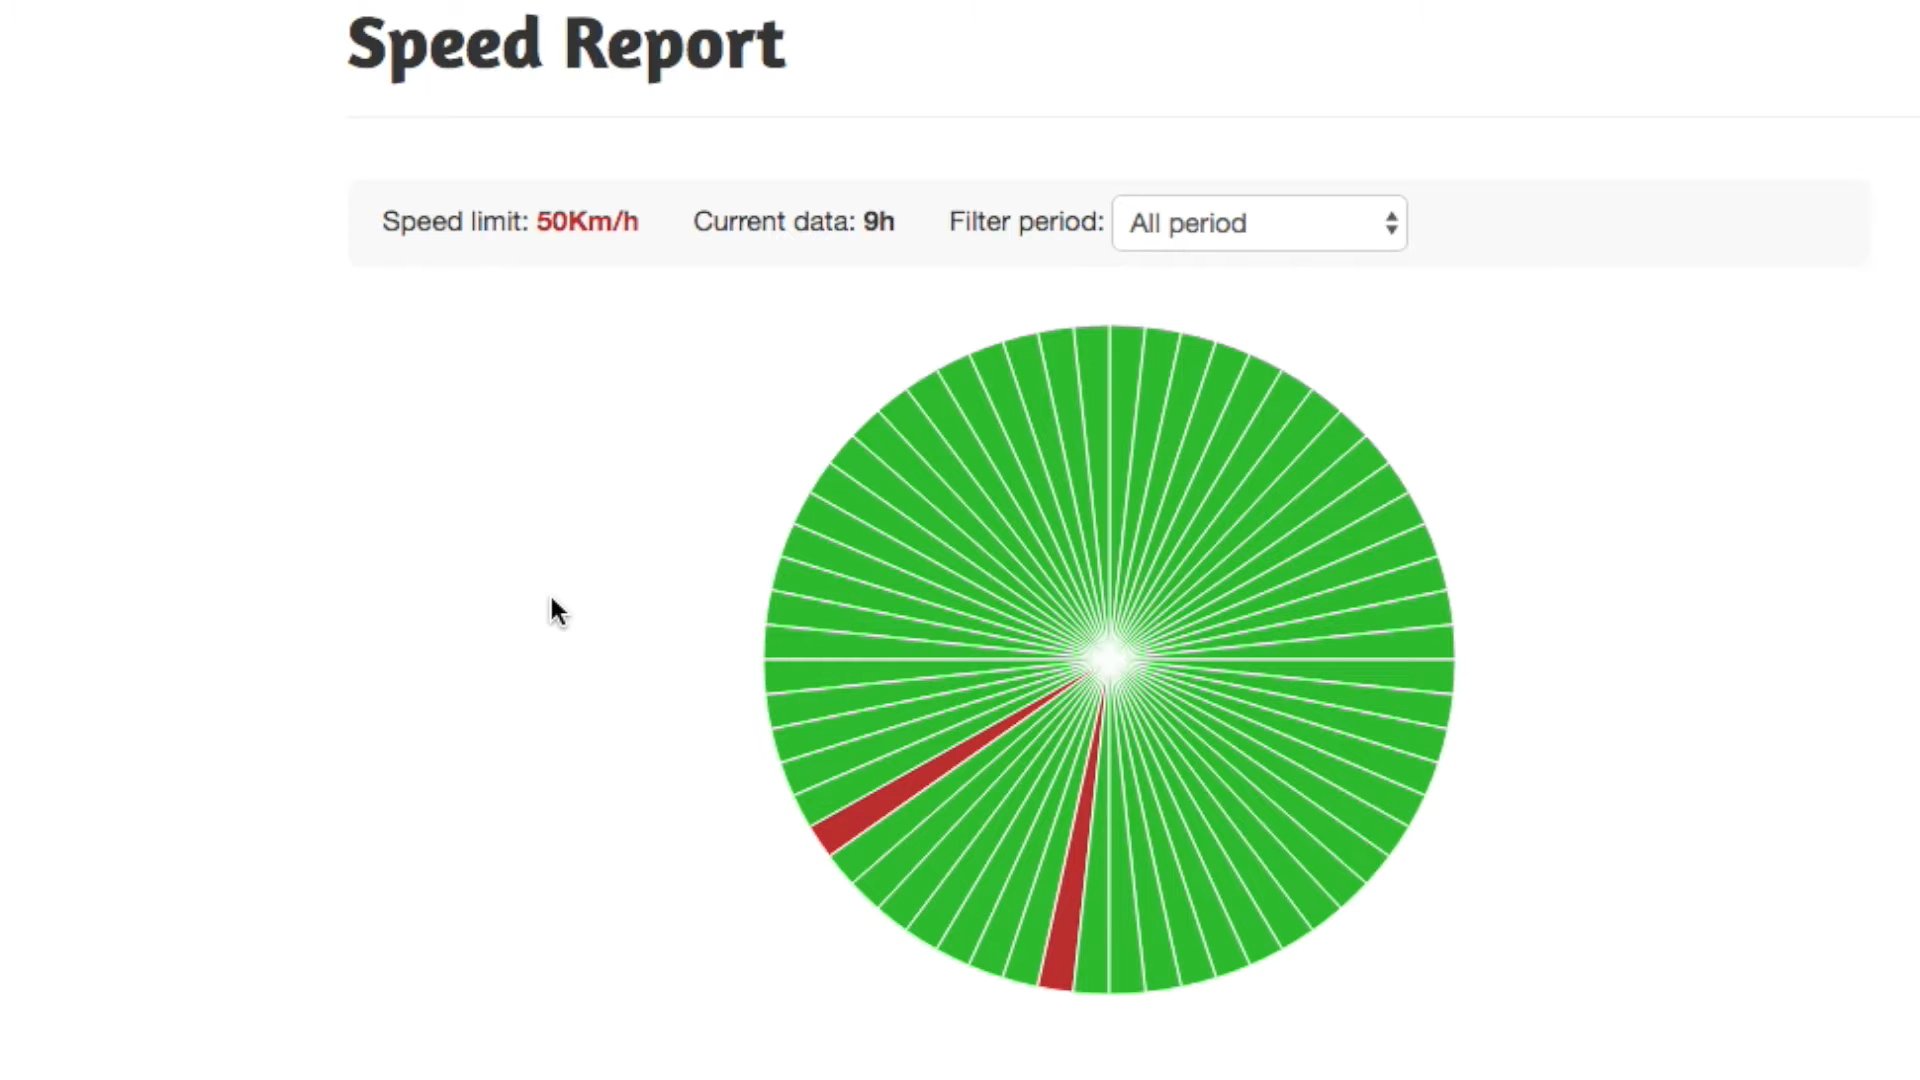 Speed Report
Speed limit: 50Km/h Current data: 9h Filter period: All period